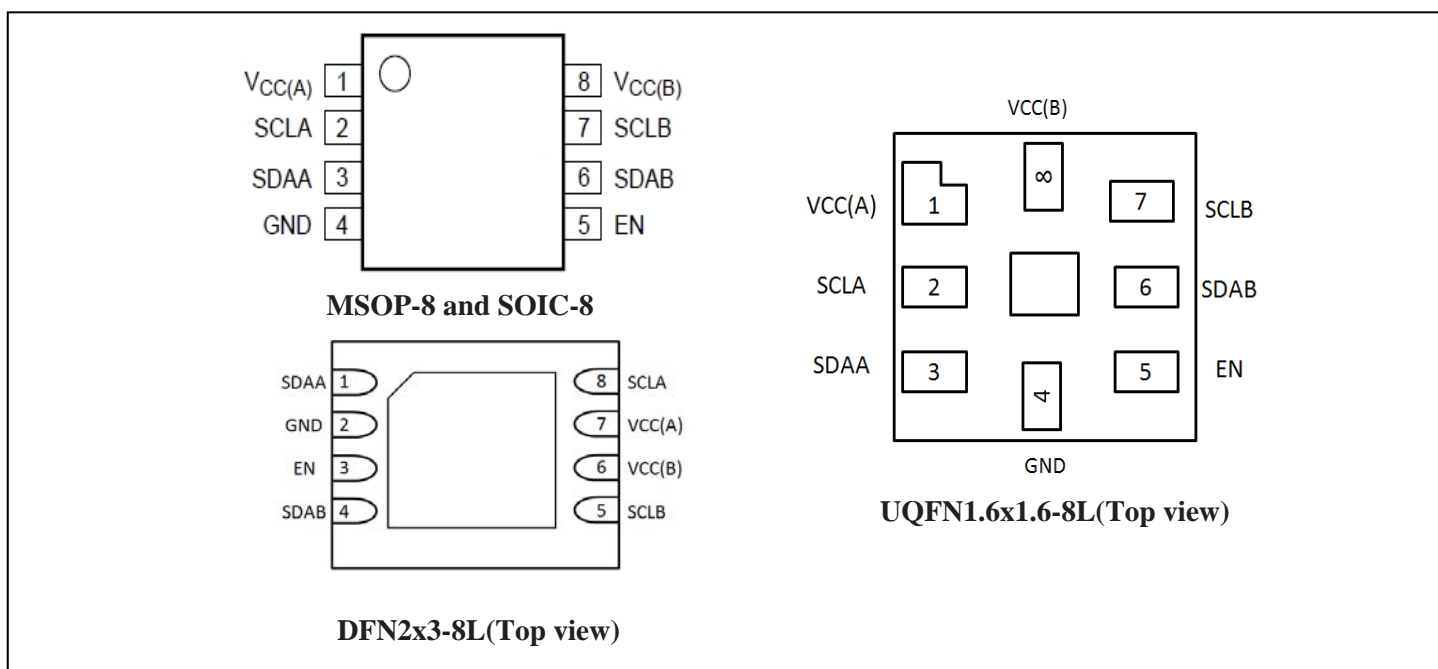 V_CC(A) 1 8 V_CC(B)
SCLA 2 7 SCLB
SDAA 3 6 SDAB
GND 4 5 EN
MSOP-8 and SOIC-8
SDAA 1 8 SCLA
GND 2 7 VCC(A)
EN 3 6 VCC(B)
SDAB 4 5 SCLB
DFN2x3-8L(Top view)
VCC(B)
8
VCC(A) 1 7 SCLB
SCLA 2 6 SDAB
SDAA 3 5 EN
4
GND
UQFN1.6x1.6-8L(Top view)